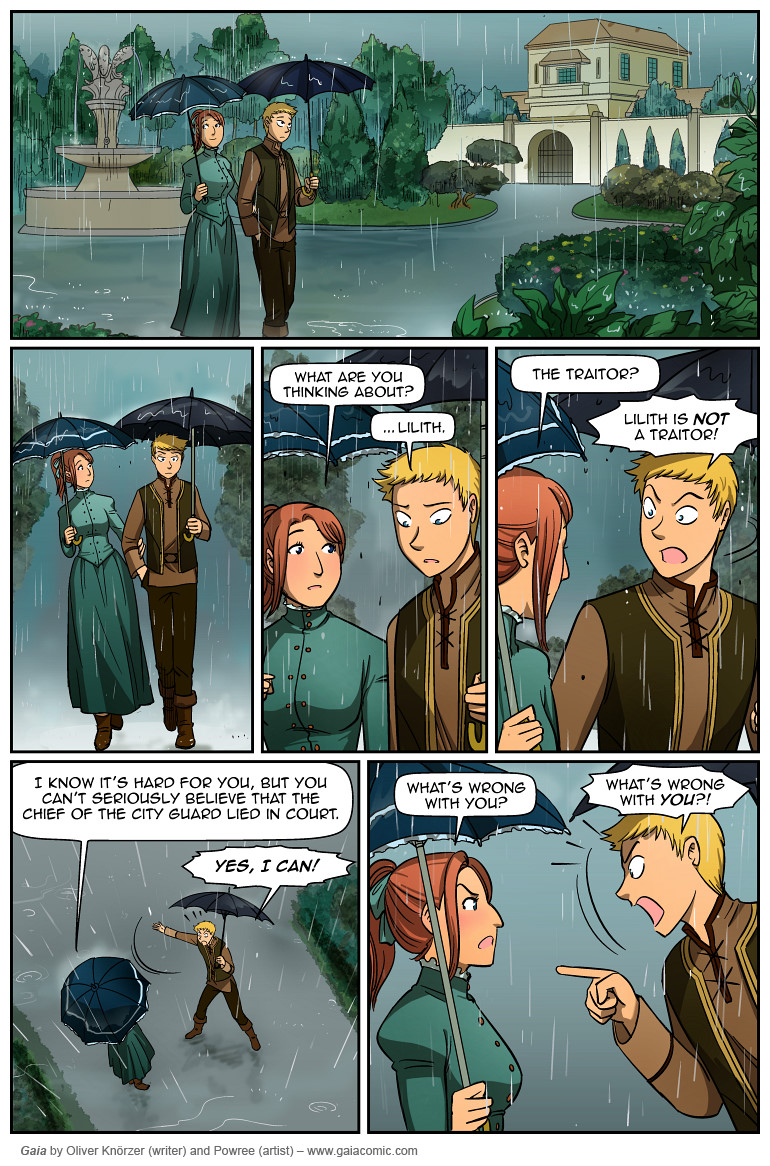 WHAT ARE YOU
THINKING ABOUT?
...LILITH.
THE TRAITOR?
LILITH IS NOT
A TRAITOR!
I KNOW IT'S HARD FOR YOU, BUT YOU
CAN'T SERIOUSLY BELIEVE THAT THE
CHIEF OF THE CITY GUARD LIED IN COURT.
YES, I CAN!
WHAT'S WRONG
WITH YOU?
WHAT'S WRONG
WITH YOU?!
Gaia by Oliver Knörzer (writer) and Powree (artist) – www.gaiacomic.com